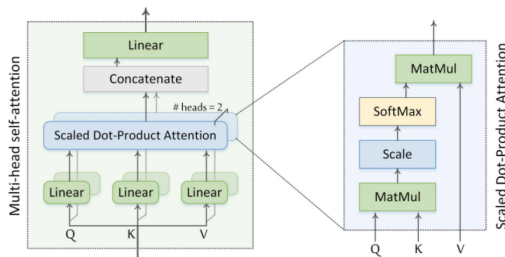 Multi-head self-attention
Linear
Concatenate
# heads = 2
Scaled Dot-Product Attention
Linear Linear Linear
Q K V
MatMul
SoftMax
Scale
MatMul
Q K V
Scaled Dot-Product Attention